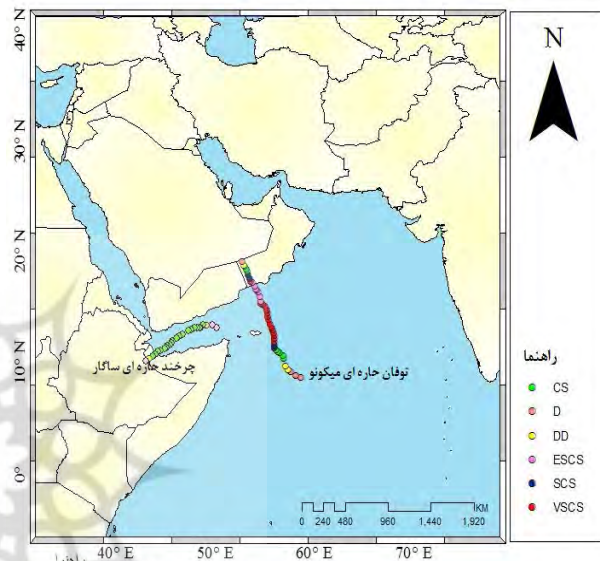 40° N
30° N
20° N
10° N
0°
40° E
50° E
60° E
70° E
N
چرخند حاره ای ساگار
توفان حاره ای میکونو
KM
0 240 480 960 1,440 1,920
راهنما
CS
D
DD
ESCS
SCS
VSCS
راهنما